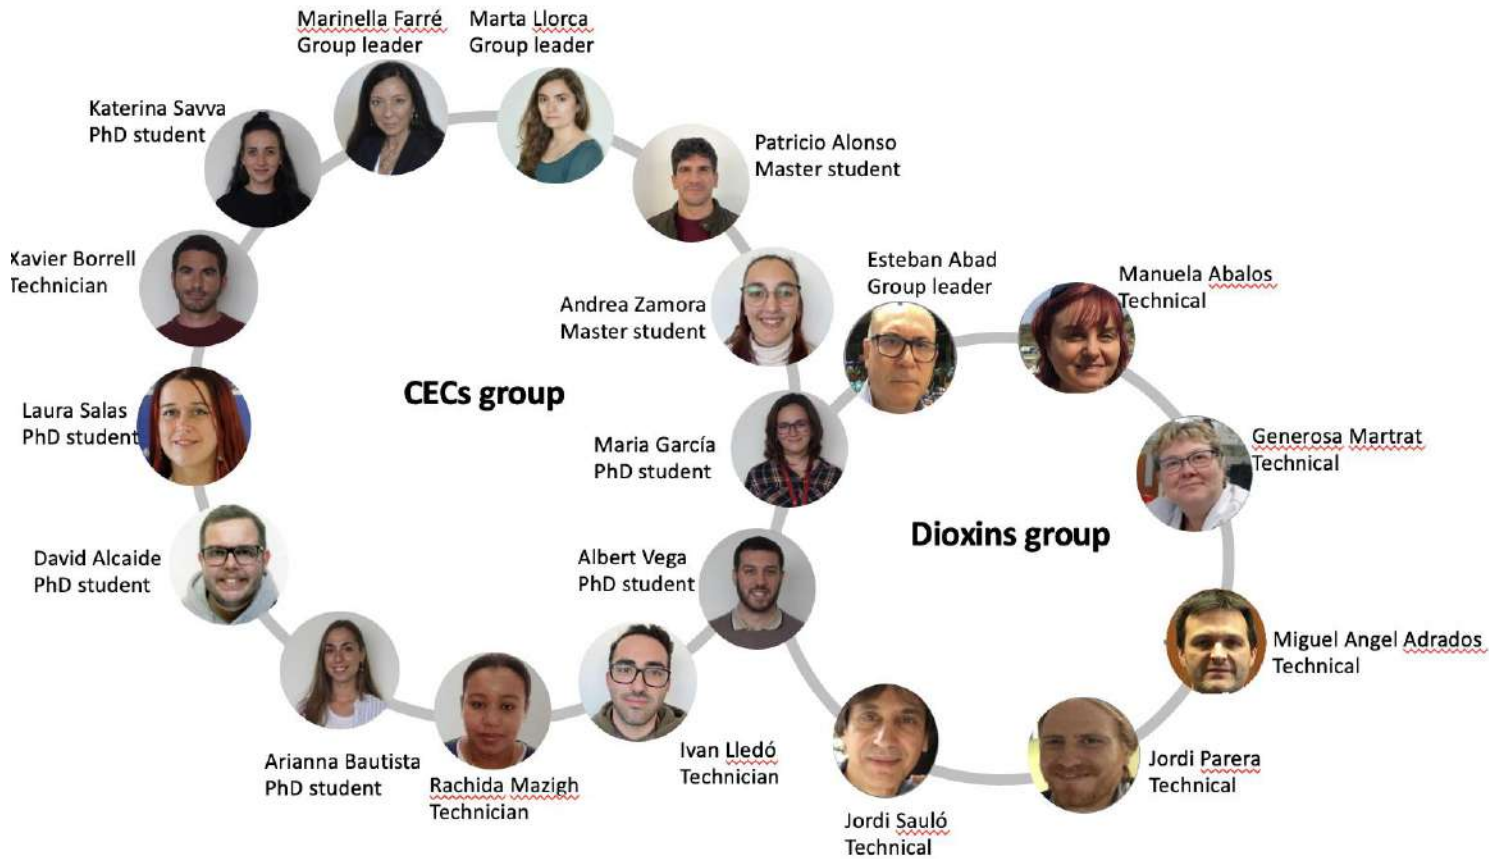 Marinella Farré
Group leader
Marta Llorca
Group leader
Katerina Savva
PhD student
Patricio Alonso
Master student
Xavier Borrell
Technician
Andrea Zamora
Master student
Esteban Abad
Group leader
Manuela Abalos
Technical
CECs group
Laura Salas
PhD student
Maria García
PhD student
Generosa Martrat
Technical
Dioxins group
David Alcaide
PhD student
Albert Vega
PhD student
Miguel Angel Adrados
Technical
Arianna Bautista
PhD student
Rachida Mazigh
Technician
Ivan Lledó
Technician
Jordi Parera
Technical
Jordi Sauló
Technical